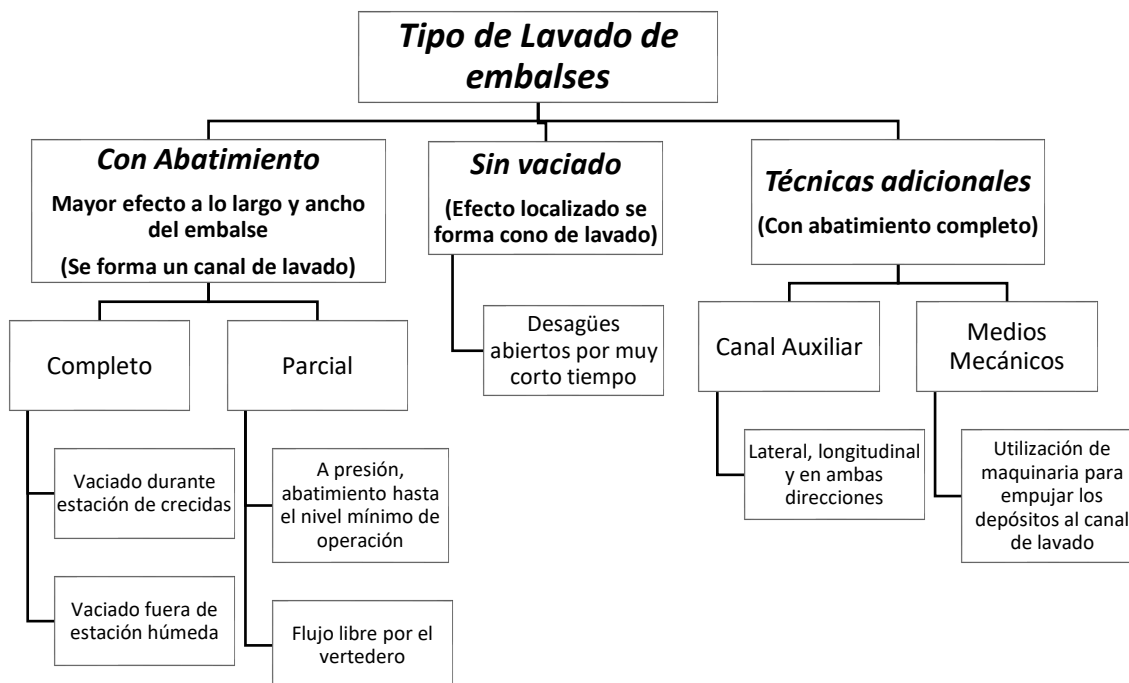 Tipo de Lavado de
embalses
Con Abatimiento
Mayor efecto a lo largo y ancho
del embalse
(Se forma un canal de lavado)
Sin vaciado
(Efecto localizado se
forma cono de lavado)
Técnicas adicionales
(Con abatimiento completo)
Completo
Parcial
Desagües
abiertos por muy
corto tiempo
Canal Auxiliar
Medios
Mecánicos
Vaciado durante
estación de crecidas
A presión,
abatimiento hasta
el nivel mínimo de
operación
Lateral, longitudinal
y en ambas
direcciones
Utilización de
maquinaria para
empujar los
depósitos al canal
de lavado
Vaciado fuera de
estación húmeda
Flujo libre por el
vertedero